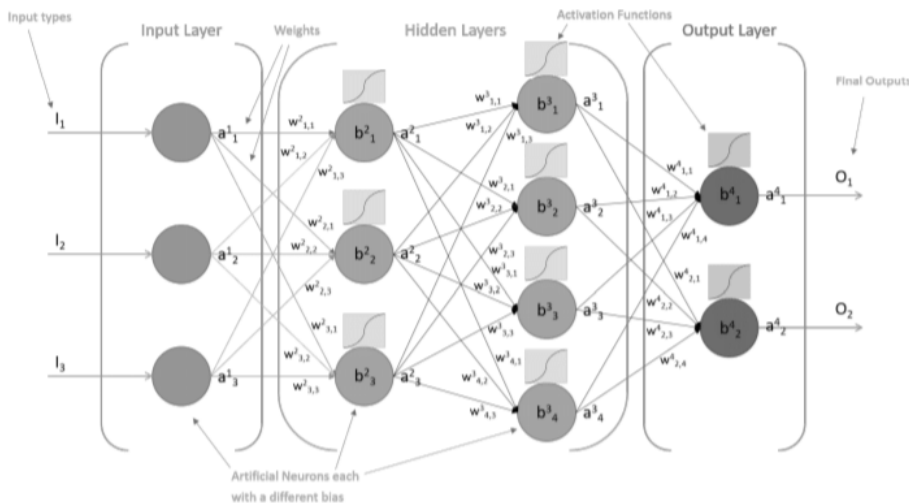 Input types
Input Layer
Weights
Hidden Layers
Activation Functions
Output Layer
Final Outputs
I₁
a¹₁
w²₁,₁
w²₁,₂
w²₁,₃
b²₁
a²₁
w³₁,₁
w³₁,₂
w³₁,₃
b³₁
a³₁
I₂
a¹₂
w²₂,₁
w²₂,₂
w²₂,₃
b²₂
a²₂
w³₂,₁
w³₂,₂
w³₂,₃
b³₂
a³₂
w⁴₁,₁
w⁴₁,₂
w⁴₁,₃
w⁴₁,₄
b⁴₁
a⁴₁
O₁
I₃
a¹₃
w²₃,₁
w²₃,₂
w²₃,₃
b²₃
a²₃
w³₃,₁
w³₃,₂
w³₃,₃
b³₃
a³₃
w⁴₂,₁
w⁴₂,₂
w⁴₂,₃
w⁴₂,₄
b⁴₂
a⁴₂
O₂
w³₄,₁
w³₄,₂
w³₄,₃
b³₄
a³₄
Artificial Neurons each
with a different bias